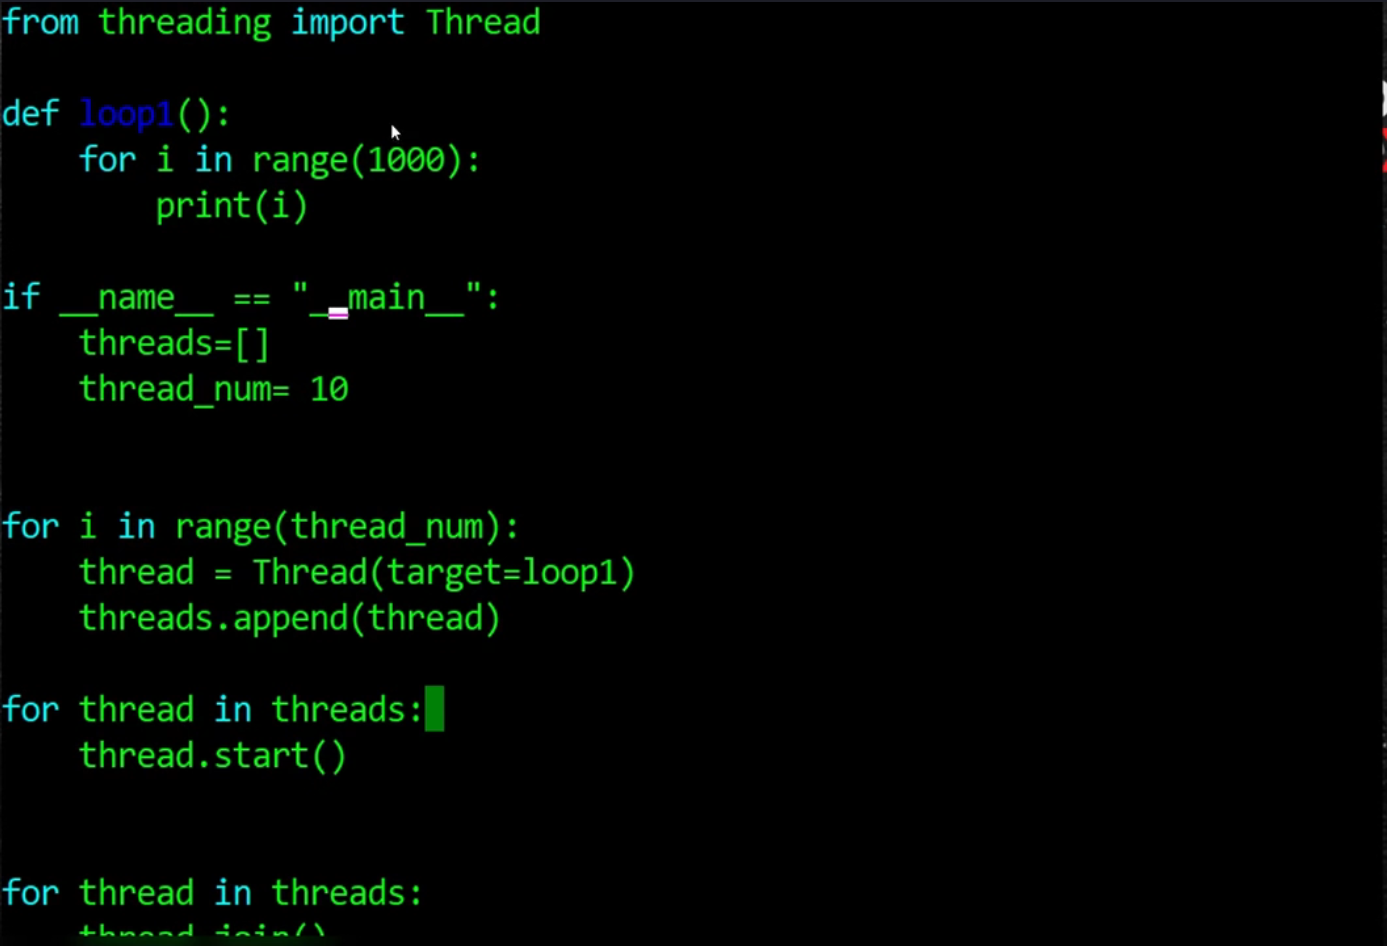 from threading import Thread
def loop1():
    for i in range(1000):
        print(i)
if __name__ == "__main__":
    threads=[]
    thread_num= 10
for i in range(thread_num):
    thread = Thread(target=loop1)
    threads.append(thread)
for thread in threads:
    thread.start()
for thread in threads:
    thread.join()